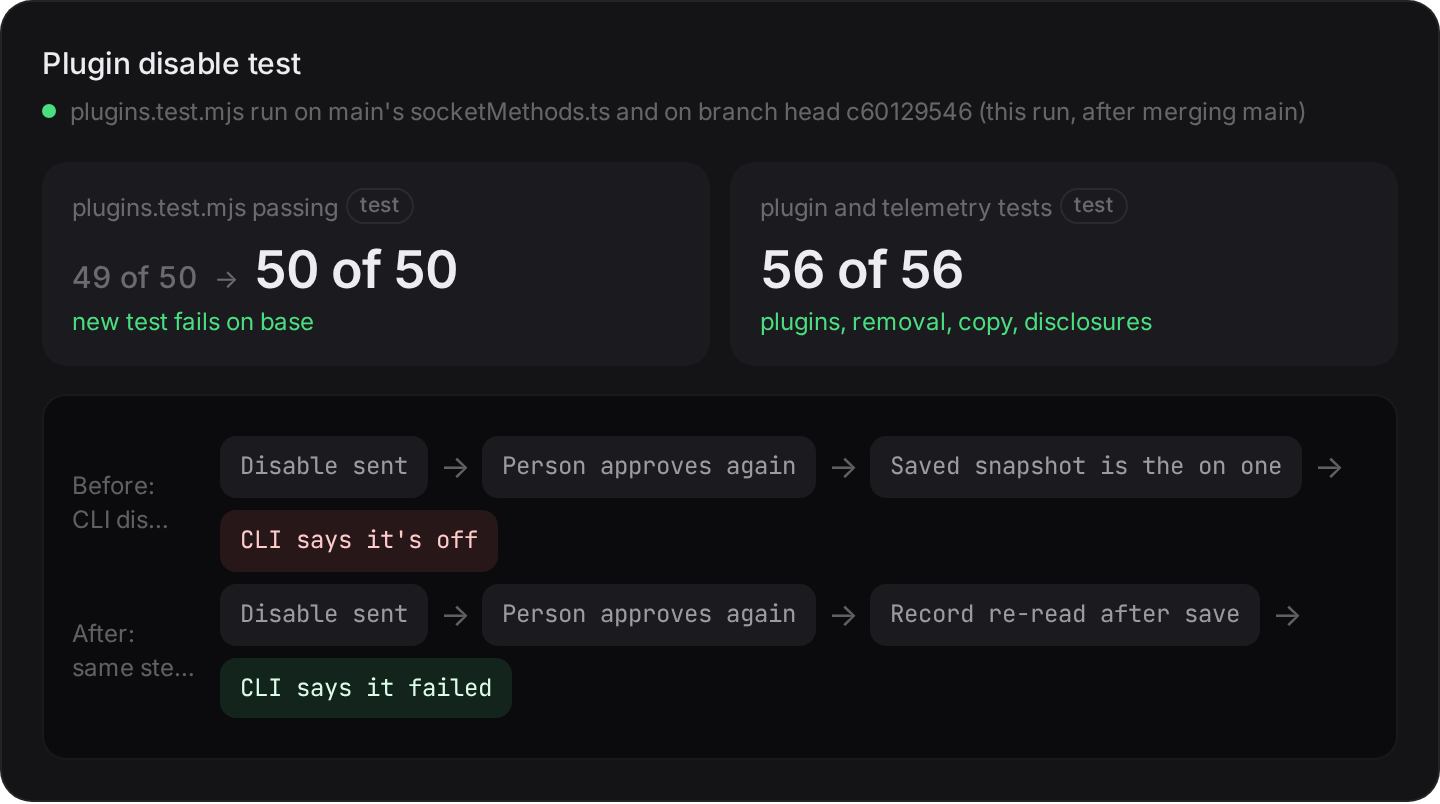 Plugin disable test
plugins.test.mjs run on main's socketMethods.ts and on branch head c60129546 (this run, after merging main)
plugins.test.mjs passing test
49 of 50 → 50 of 50
new test fails on base
plugin and telemetry tests test
56 of 56
plugins, removal, copy, disclosures
Before:
CLI dis…
Disable sent → Person approves again → Saved snapshot is the on one →
CLI says it's off
After:
same ste…
Disable sent → Person approves again → Record re-read after save →
CLI says it failed